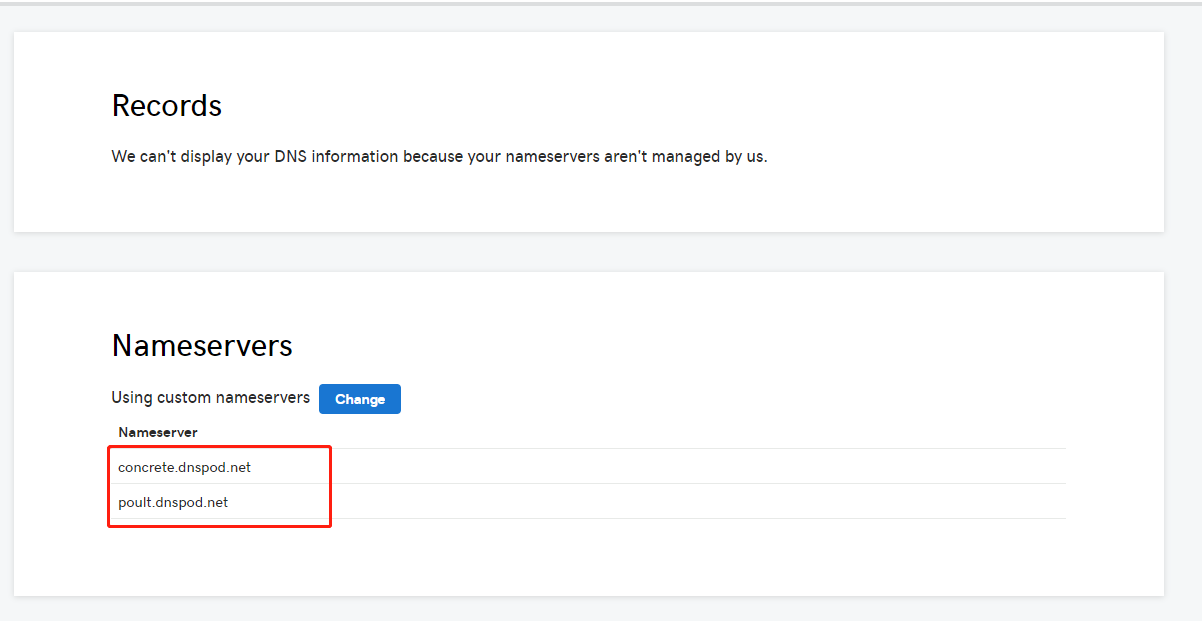 Records
We can't display your DNS information because your nameservers aren't managed by us.
Nameservers
Using custom nameservers Change
Nameserver
concrete.dnspod.net
poult.dnspod.net